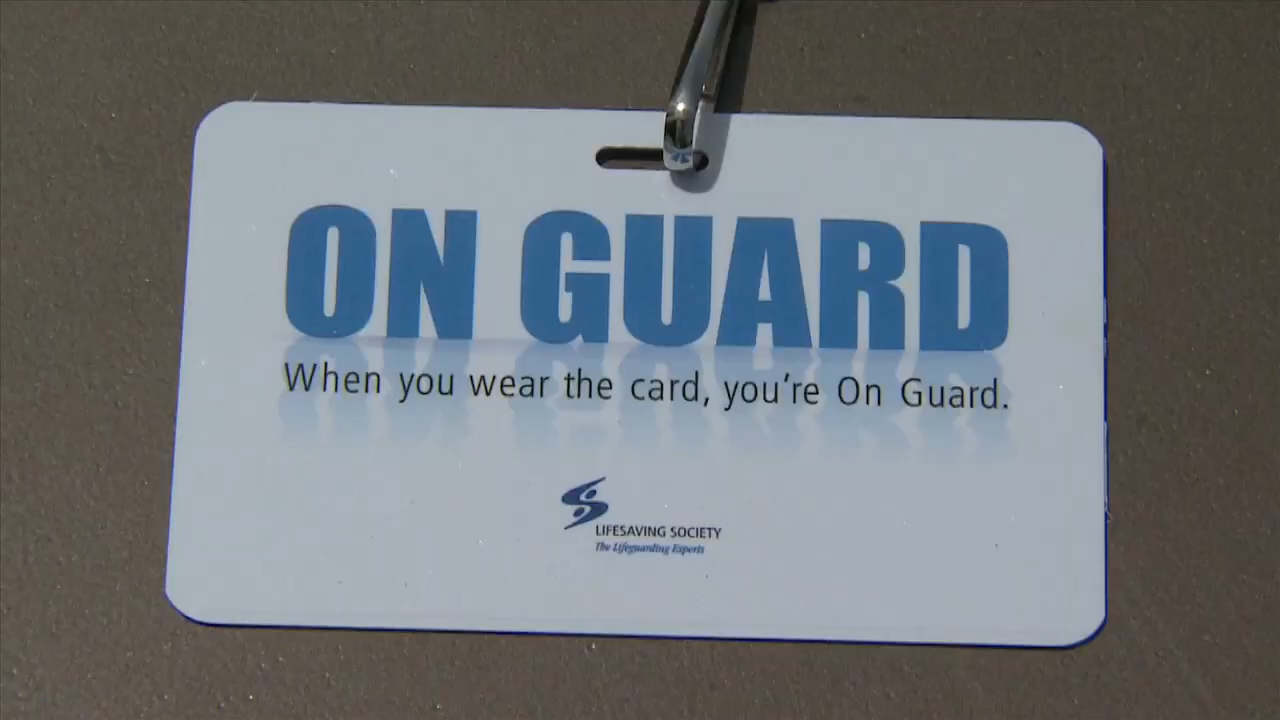 ON GUARD
When you wear the card, you're On Guard.
LIFESAVING SOCIETY
The Lifeguarding Experts